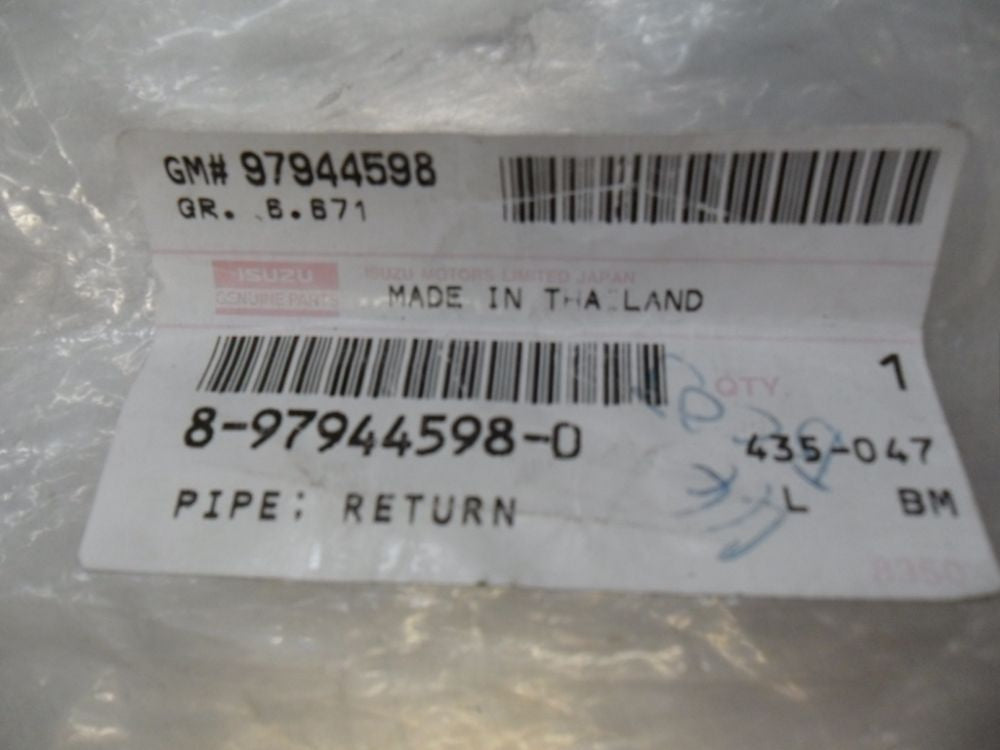 GM# 97944598
GR. 6.671
ISUZU
GENUINE PARTS
ISUZU MOTORS LIMITED JAPAN
MADE IN THAILAND
QTY. 1
8-97944598-0
435-047
PIPE; RETURN
L BM
8350